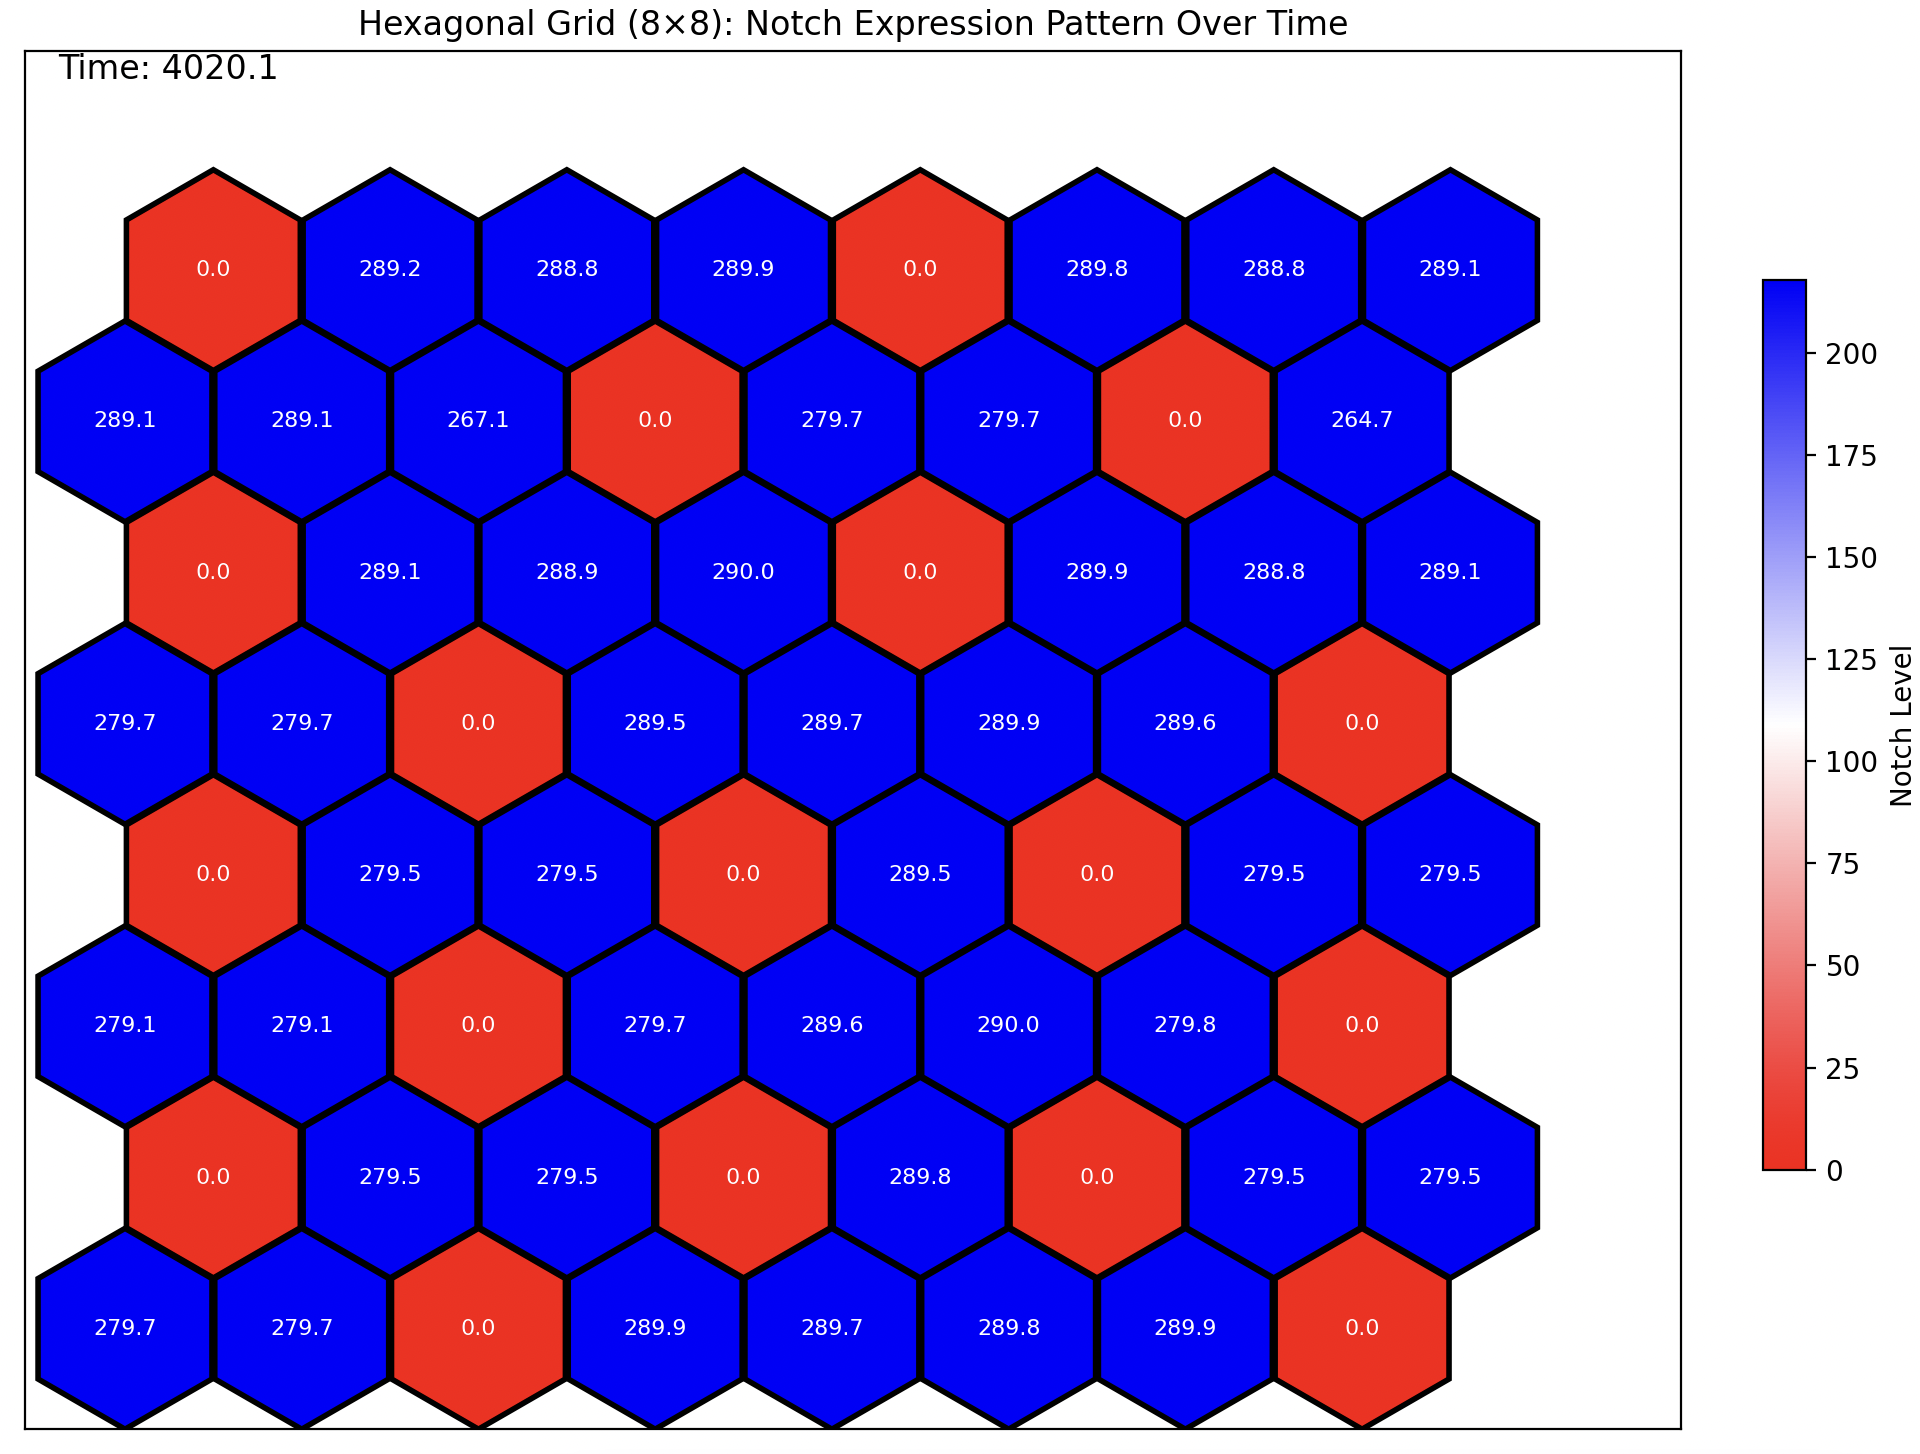 Hexagonal Grid (8×8): Notch Expression Pattern Over Time
Time: 4020.1
0.0 289.2 288.8 289.9 0.0 289.8 288.8 289.1
289.1 289.1 267.1 0.0 279.7 279.7 0.0 264.7
0.0 289.1 288.9 290.0 0.0 289.9 288.8 289.1
279.7 279.7 0.0 289.5 289.7 289.9 289.6 0.0
0.0 279.5 279.5 0.0 289.5 0.0 279.5 279.5
279.1 279.1 0.0 279.7 289.6 290.0 279.8 0.0
0.0 279.5 279.5 0.0 289.8 0.0 279.5 279.5
279.7 279.7 0.0 289.9 289.7 289.8 289.9 0.0
200
175
150
125
100
75
50
25
0
Notch Level